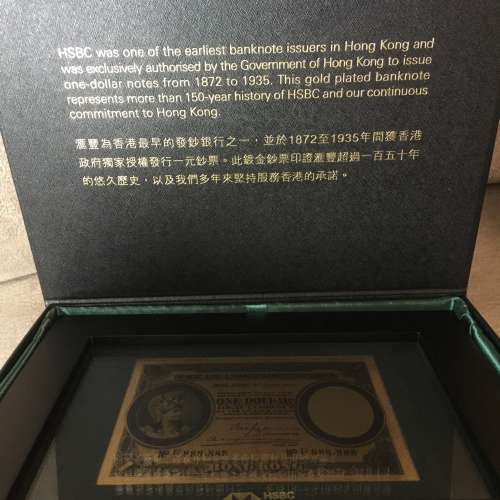 HSBC was one of the earliest banknote issuers in Hong Kong and
was exclusively authorised by the Government of Hong Kong to issue
one-dollar notes from 1872 to 1935. This gold plated banknote
represents more than 150-year history of HSBC and our continuous
commitment to Hong Kong.
滙豐為香港最早的發鈔銀行之一，並於1872至1935年間獲香港
政府獨家授權發行一元鈔票。此鍍金鈔票印證滙豐超過一百五十年
的悠久歷史，以及我們多年來堅持服務香港的承諾。
ONE DOLLAR
888,888 888,888
HONGKONG
HSBC